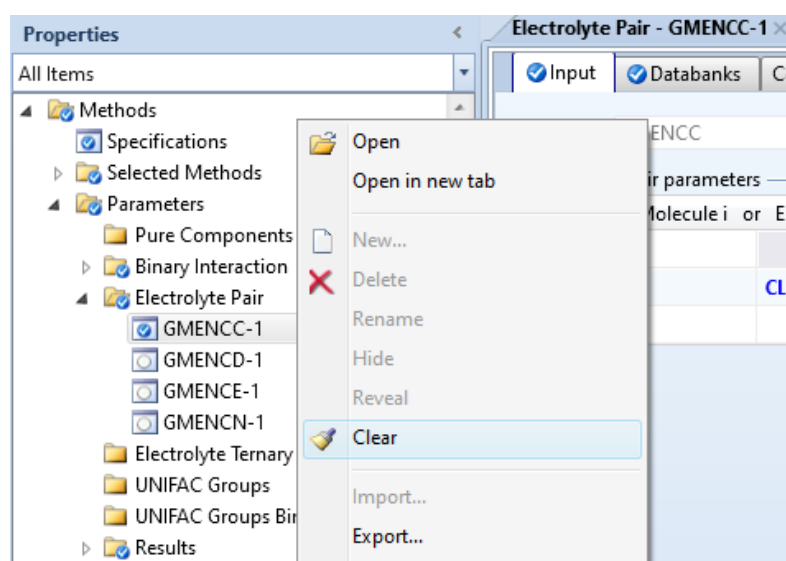 Properties
Electrolyte Pair - GMENCC-1
All Items
Input
Databanks
Methods
Specifications
Open
ENCC
Selected Methods
Open in new tab
ir parameters
Parameters
Molecule i or E
Pure Components
New...
Binary Interaction
Delete
CL
Electrolyte Pair
GMENCC-1
Rename
GMENCD-1
Hide
GMENCE-1
Reveal
GMENCN-1
Clear
Electrolyte Ternary
UNIFAC Groups
Import...
UNIFAC Groups Bin
Results
Export...